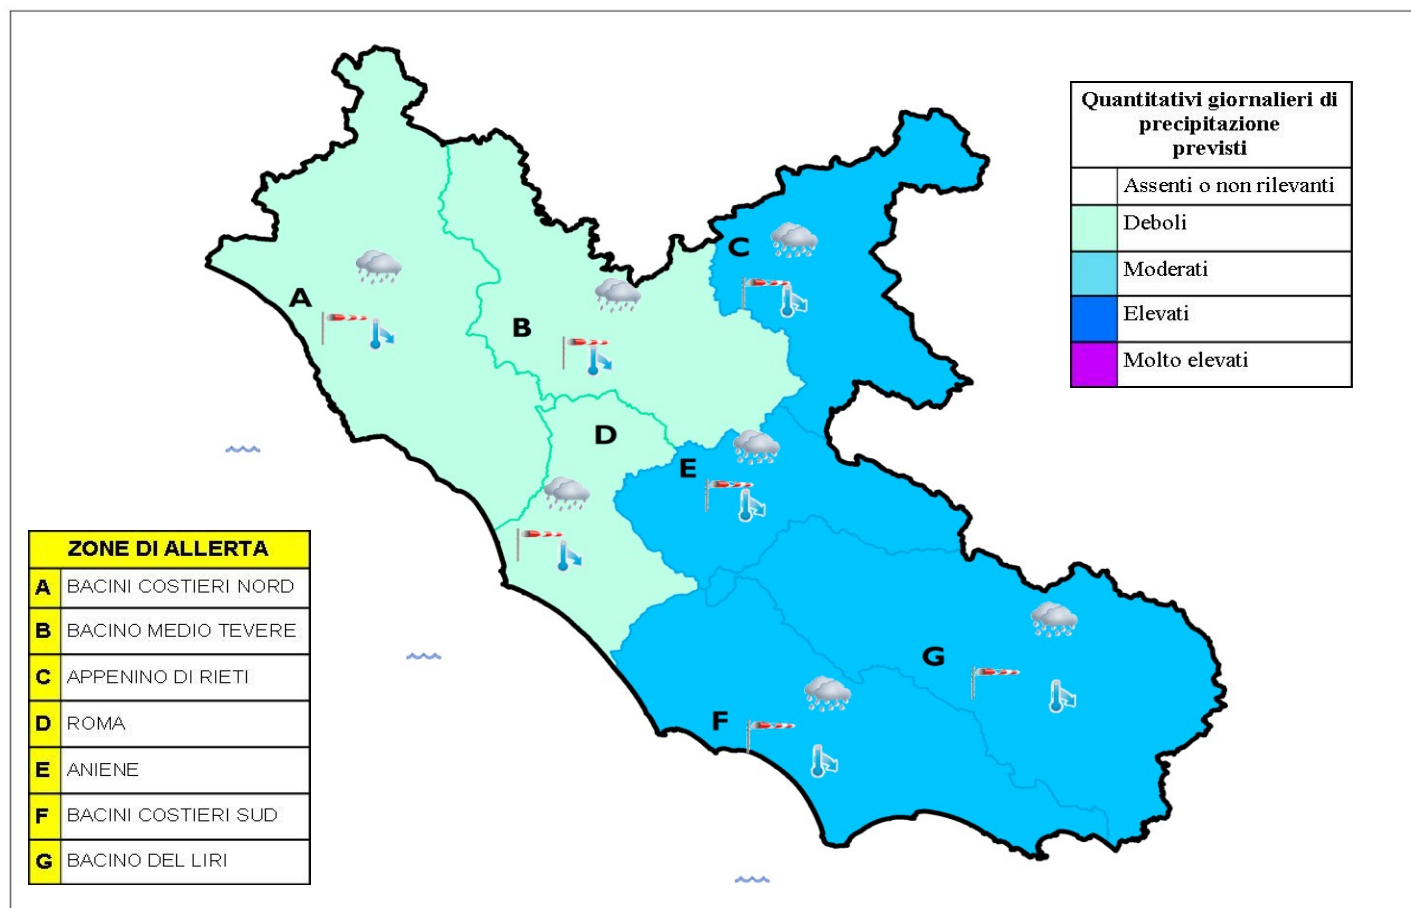 Quantitativi giornalieri di
precipitazione
previsti
Assenti o non rilevanti
Deboli
Moderati
Elevati
Molto elevati
A
B
C
D
E
F
G
ZONE DI ALLERTA
A BACINI COSTIERI NORD
B BACINO MEDIO TEVERE
C APPENINO DI RIETI
D ROMA
E ANIENE
F BACINI COSTIERI SUD
G BACINO DEL LIRI